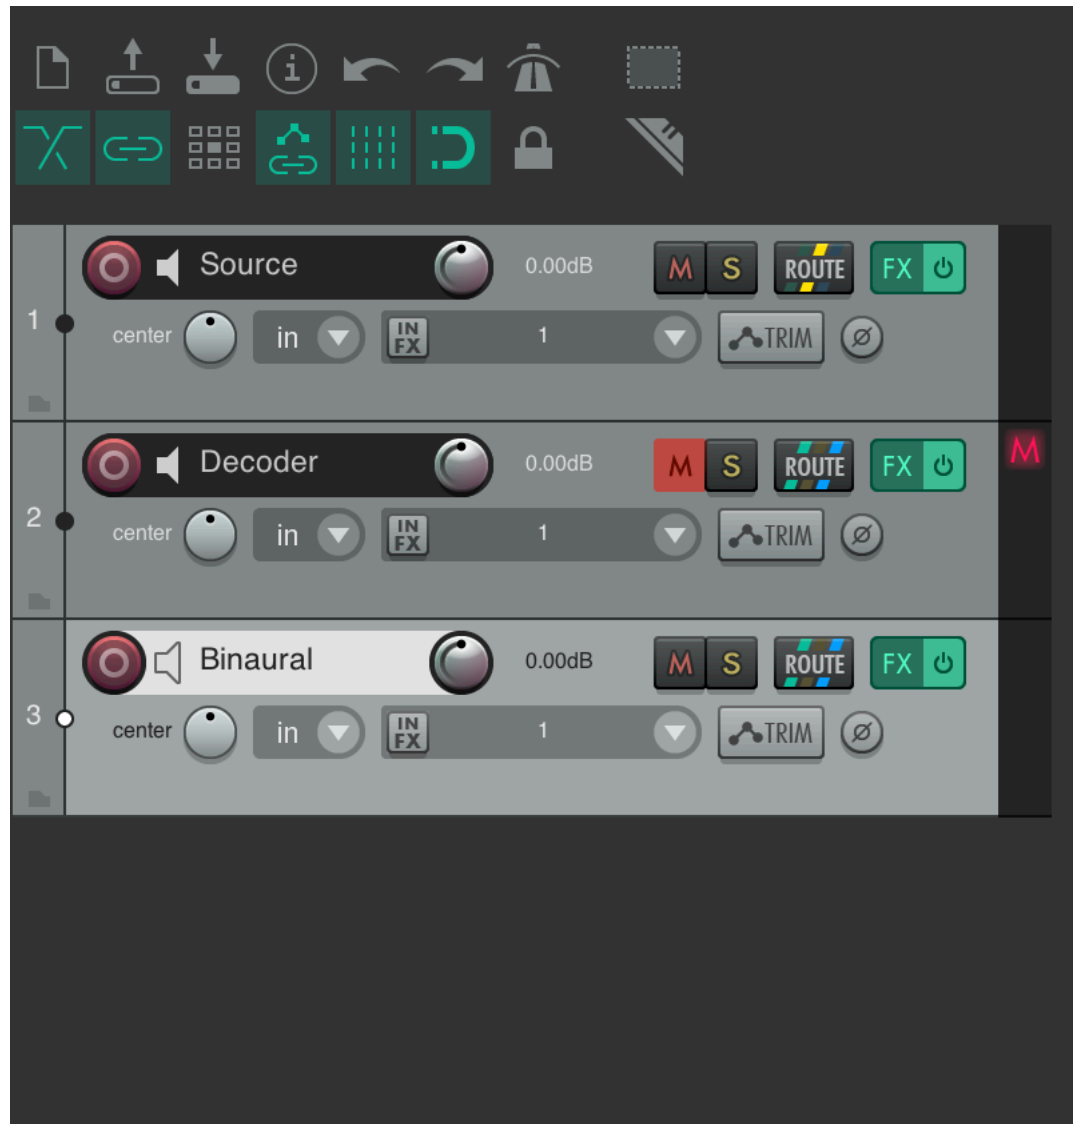 i
Source 0.00dB M S ROUTE FX
1 center in IN FX 1 TRIM Ø
Decoder 0.00dB M S ROUTE FX M
2 center in IN FX 1 TRIM Ø
Binaural 0.00dB M S ROUTE FX
3 center in IN FX 1 TRIM Ø